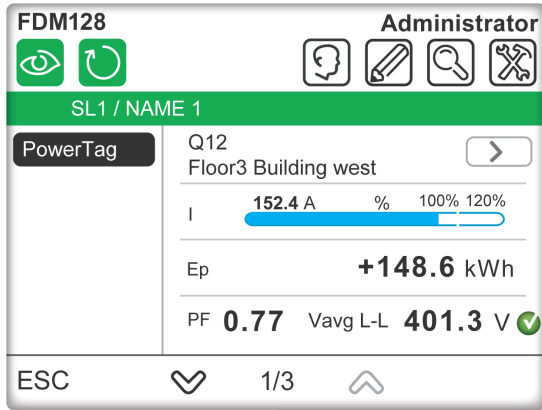 FDM128 Administrator
SL1 / NAME 1
PowerTag
Q12
Floor3 Building west
I 152.4 A % 100% 120%
Ep +148.6 kWh
PF 0.77 Vavg L-L 401.3 V
ESC 1/3